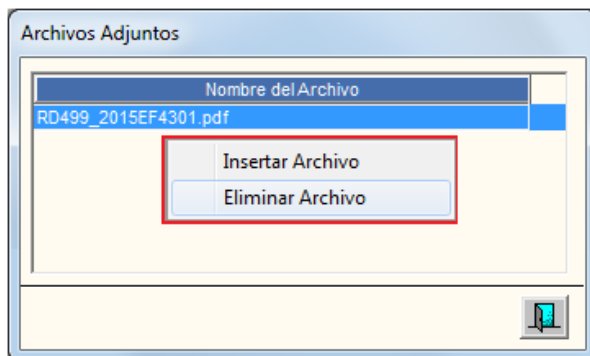 Archivos Adjuntos
Nombre del Archivo
RD499_2015EF4301.pdf
Insertar Archivo
Eliminar Archivo